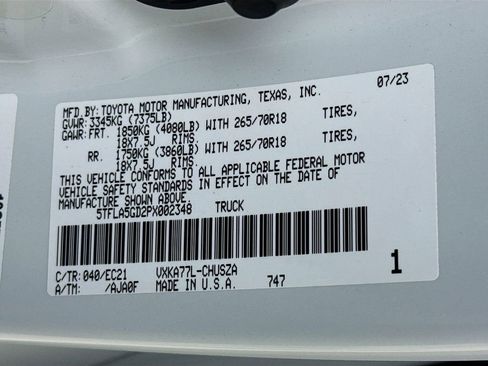 07/23
MFD.BY: TOYOTA MOTOR MANUFACTURING, TEXAS, INC.
GVWR: 3345KG (7375LB)
GAWR: FRT. 1850KG (4080LB) WITH 265/70R18 TIRES,
18X7.5J RIMS.
RR. 1750KG (3860LB) WITH 265/70R18 TIRES,
18X7.5J RIMS.
THIS VEHICLE CONFORMS TO ALL APPLICABLE FEDERAL MOTOR
VEHICLE SAFETY STANDARDS IN EFFECT ON THE DATE OF
MANUFACTURE SHOWN ABOVE.
5TFLA5GD2PX002348 TRUCK
C/TR: 040/EC21 VXKA77L-CHUSZA 1
A/TM: /AJA0F MADE IN U.S.A. 747